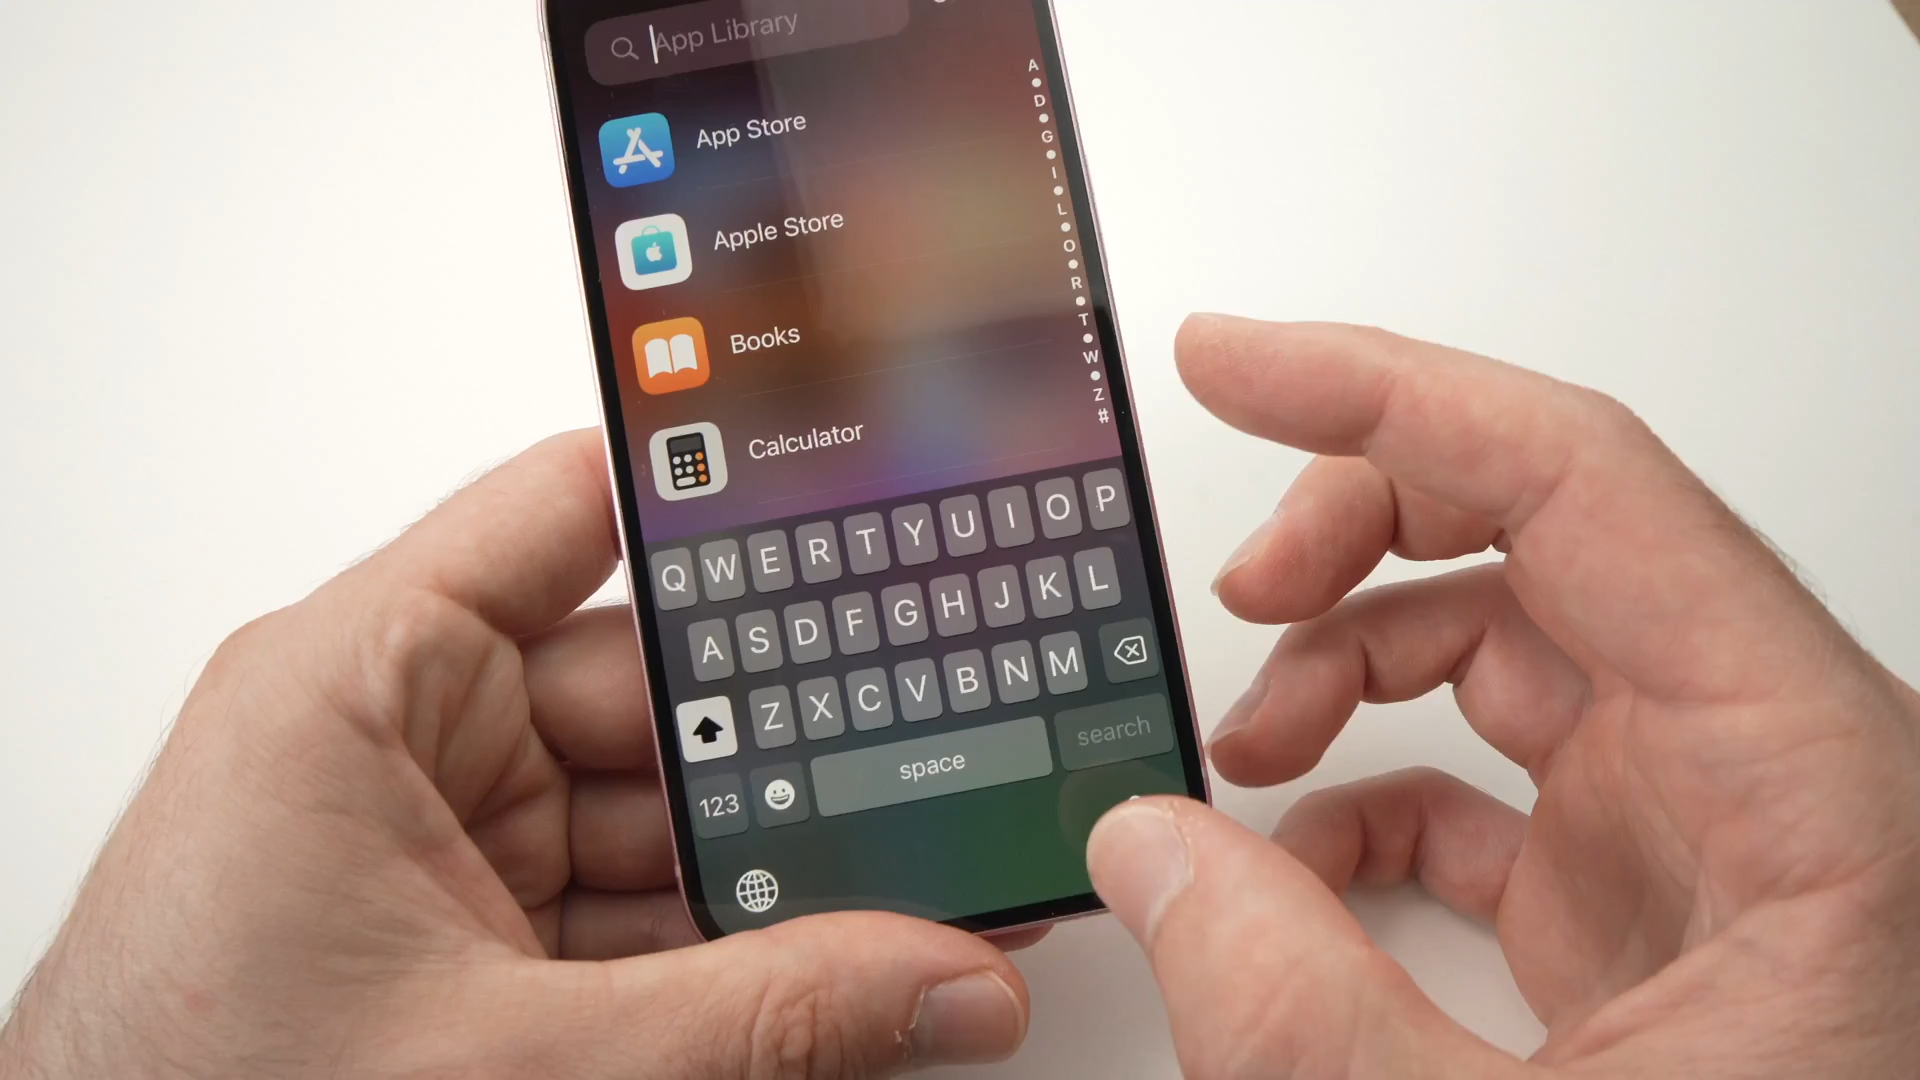 App Library
App Store
Apple Store
Books
Calculator
A
D
G
I
L
O
R
T
W
Z
#
Q W E R T Y U I O P
A S D F G H J K L
Z X C V B N M
123 space search